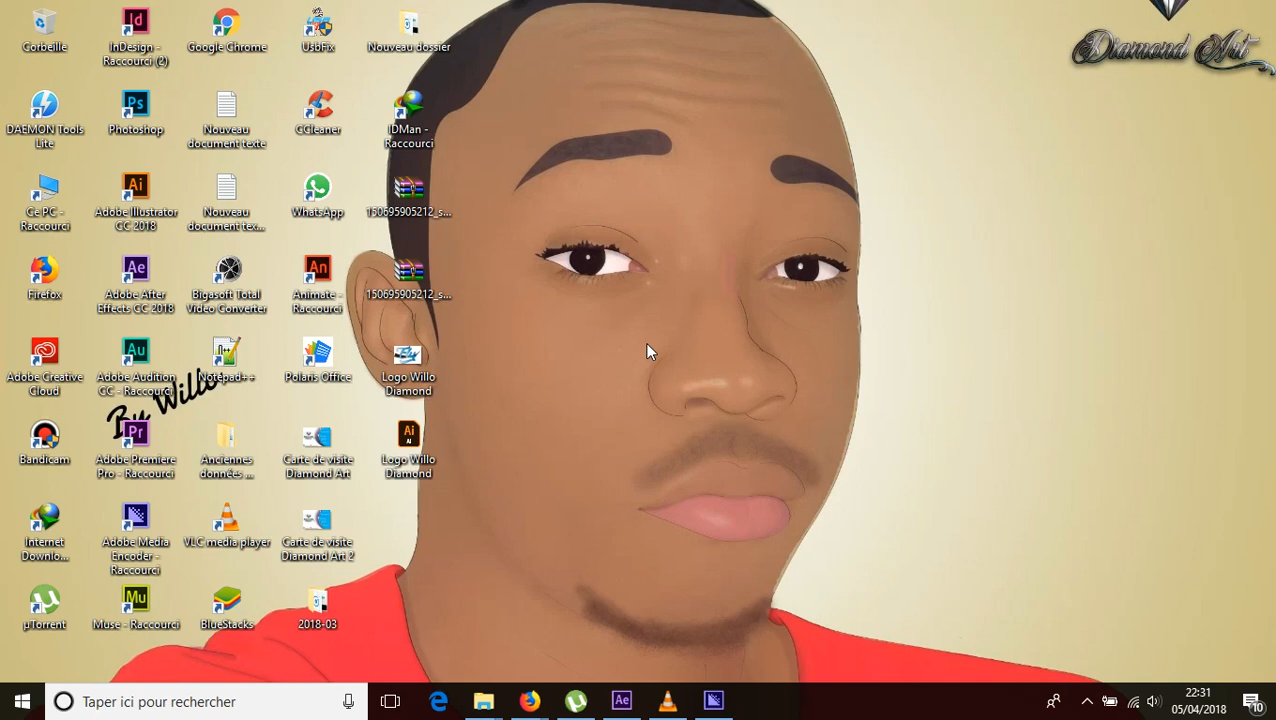 Corbeille
InDesign -
Raccourci (2)
Google Chrome
UsbFix
Nouveau dossier
Diamond Art
DAEMON Tools
Lite
Photoshop
Nouveau
document texte
CCleaner
IDMan -
Raccourci
Ce PC -
Raccourci
Adobe Illustrator
CC 2018
Nouveau
document tex...
WhatsApp
150695905212_s...
Firefox
Adobe After
Effects CC 2018
Bigasoft Total
Video Converter
Animate -
Raccourci
150695905212_s...
Adobe Creative
Cloud
Adobe Audition
CC - Raccourci
Notepad++
Polaris Office
Logo Willo
Diamond
By Willo
Bandicam
Adobe Premiere
Pro - Raccourci
Anciennes
données ...
Carte de visite
Diamond Art
Logo Willo
Diamond
Internet
Downlo...
Adobe Media
Encoder -
Raccourci
VLC media player
Carte de visite
Diamond Art 2
µTorrent
Muse - Raccourci
BlueStacks
2018-03
Taper ici pour rechercher
22:31
05/04/2018
10